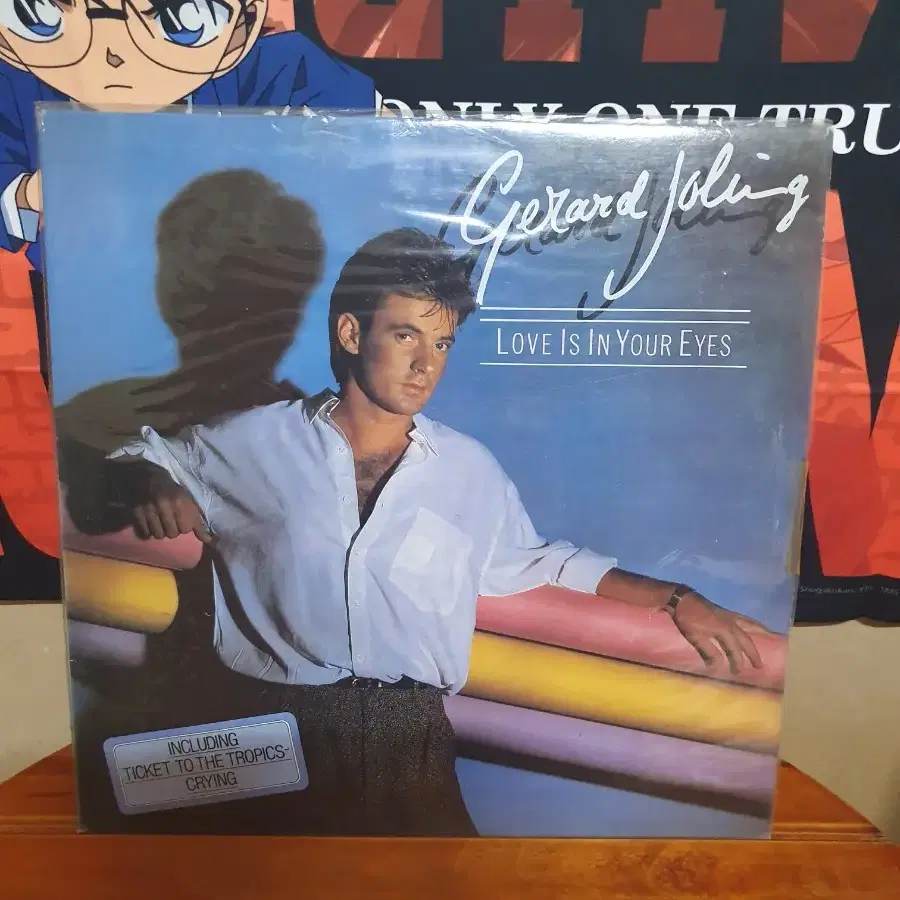 ONLY ONE TRU
Gerard Joling
LOVE IS IN YOUR EYES
INCLUDING
TICKET TO THE TROPICS-
CRYING